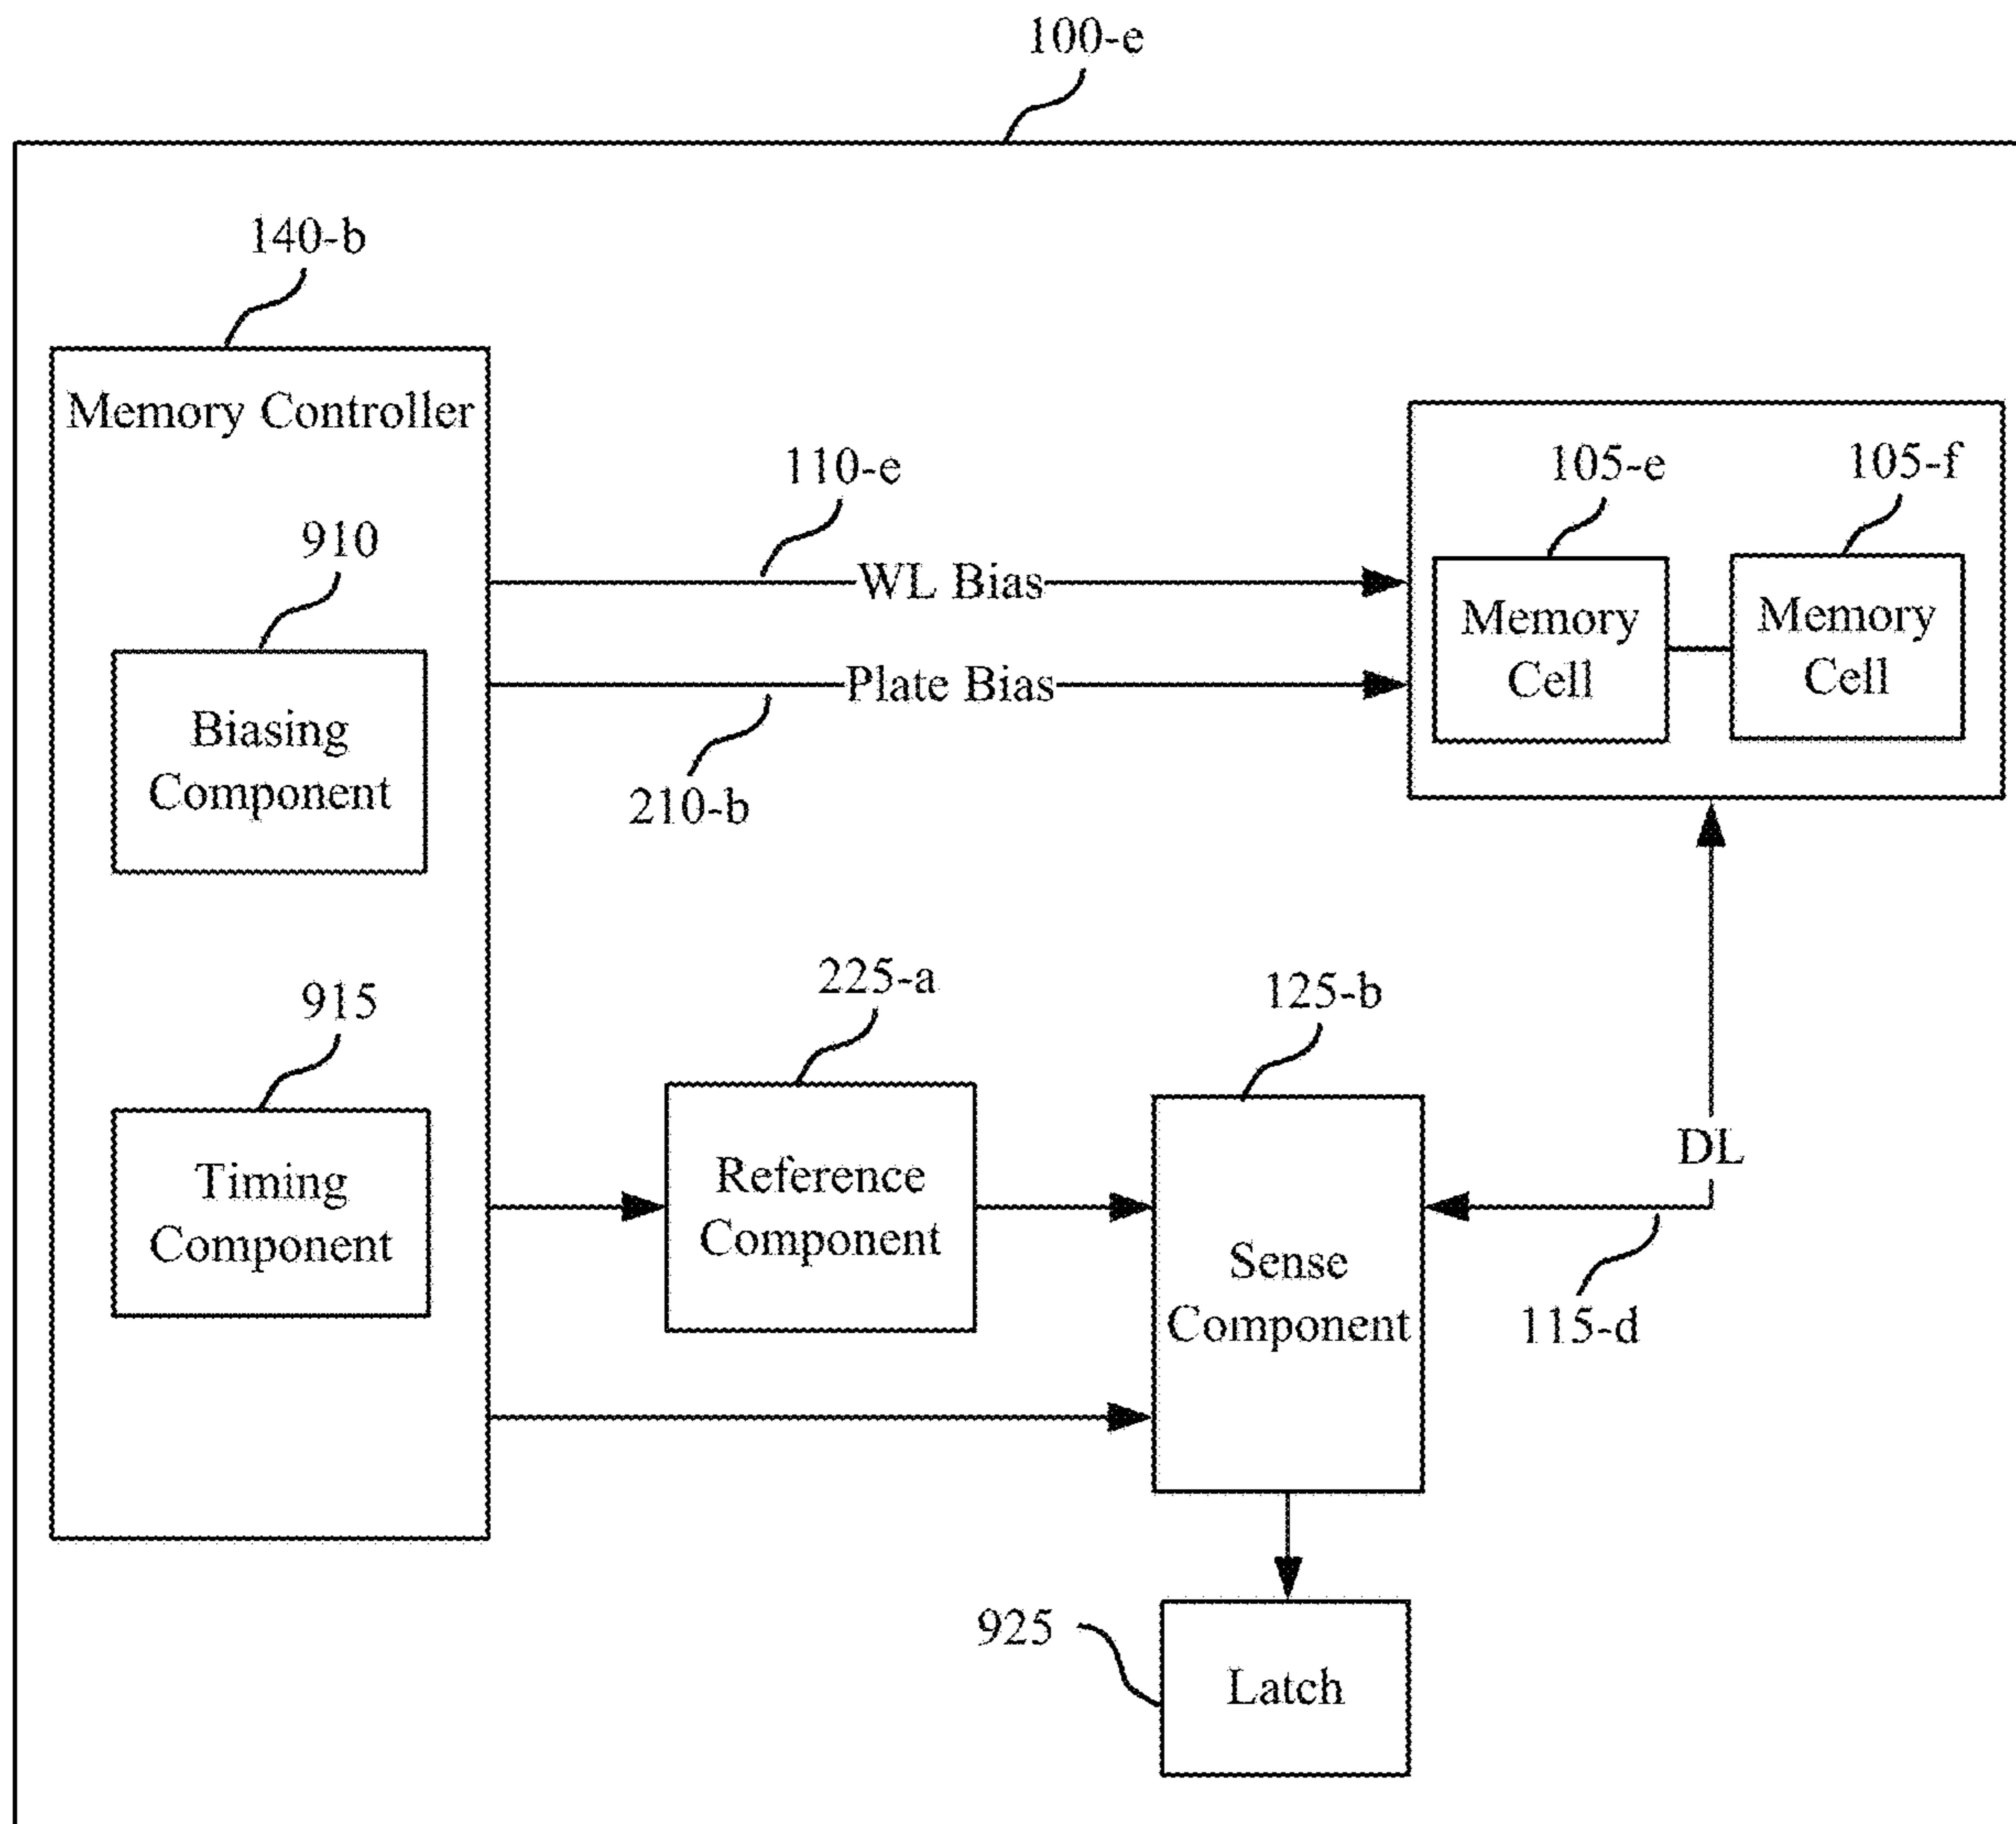 100-e
140-b
Memory Controller
110-e
105-e
105-f
910
WL Bias
Memory
Cell
Memory
Cell
Plate Bias
Biasing
Component
210-b
915
225-a
125-b
DL
Timing
Component
Reference
Component
Sense
Component
115-d
925
Latch